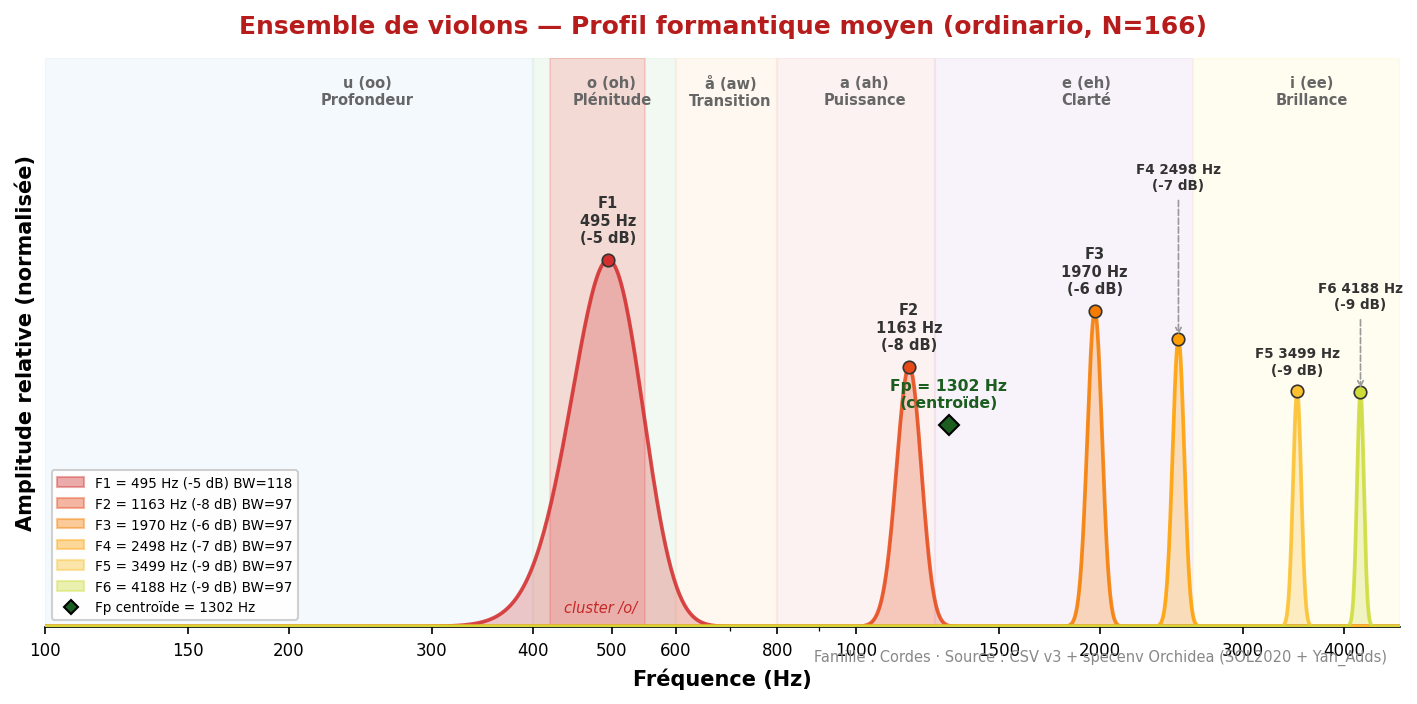 Ensemble de violons — Profil formantique moyen (ordinario, N=166)
u (oo)
Profondeur
o (oh)
Plénitude
å (aw)
Transition
a (ah)
Puissance
e (eh)
Clarté
i (ee)
Brillance
F1
495 Hz
(-5 dB)
F2
1163 Hz
(-8 dB)
Fp = 1302 Hz
(centroïde)
F3
1970 Hz
(-6 dB)
F4 2498 Hz
(-7 dB)
F5 3499 Hz
(-9 dB)
F6 4188 Hz
(-9 dB)
cluster /o/
Amplitude relative (normalisée)
F1 = 495 Hz (-5 dB) BW=118
F2 = 1163 Hz (-8 dB) BW=97
F3 = 1970 Hz (-6 dB) BW=97
F4 = 2498 Hz (-7 dB) BW=97
F5 = 3499 Hz (-9 dB) BW=97
F6 = 4188 Hz (-9 dB) BW=97
Fp centroïde = 1302 Hz
100 150 200 300 400 500 600 800 1000 1500 2000 3000 4000
Famille : Cordes · Source : CSV v3 + specenv Orchidea (SOL2020 + Yan_Adds)
Fréquence (Hz)